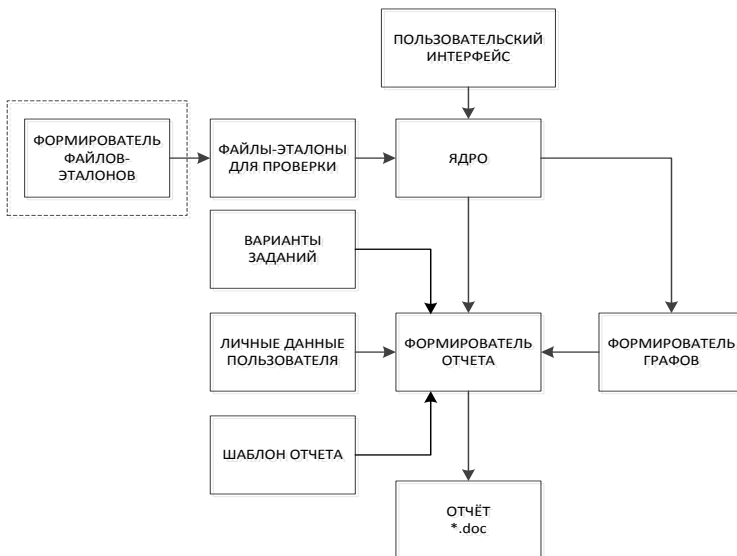 ПОЛЬЗОВАТЕЛЬСКИЙ
ИНТЕРФЕЙС
ФОРМИРОВАТЕЛЬ
ФАЙЛОВ-
ЭТАЛОНОВ
ФАЙЛЫ-ЭТАЛОНЫ
ДЛЯ ПРОВЕРКИ
ЯДРО
ВАРИАНТЫ
ЗАДАНИЙ
ЛИЧНЫЕ ДАННЫЕ
ПОЛЬЗОВАТЕЛЯ
ФОРМИРОВАТЕЛЬ
ОТЧЕТА
ФОРМИРОВАТЕЛЬ
ГРАФОВ
ШАБЛОН ОТЧЕТА
ОТЧЁТ
*.doc